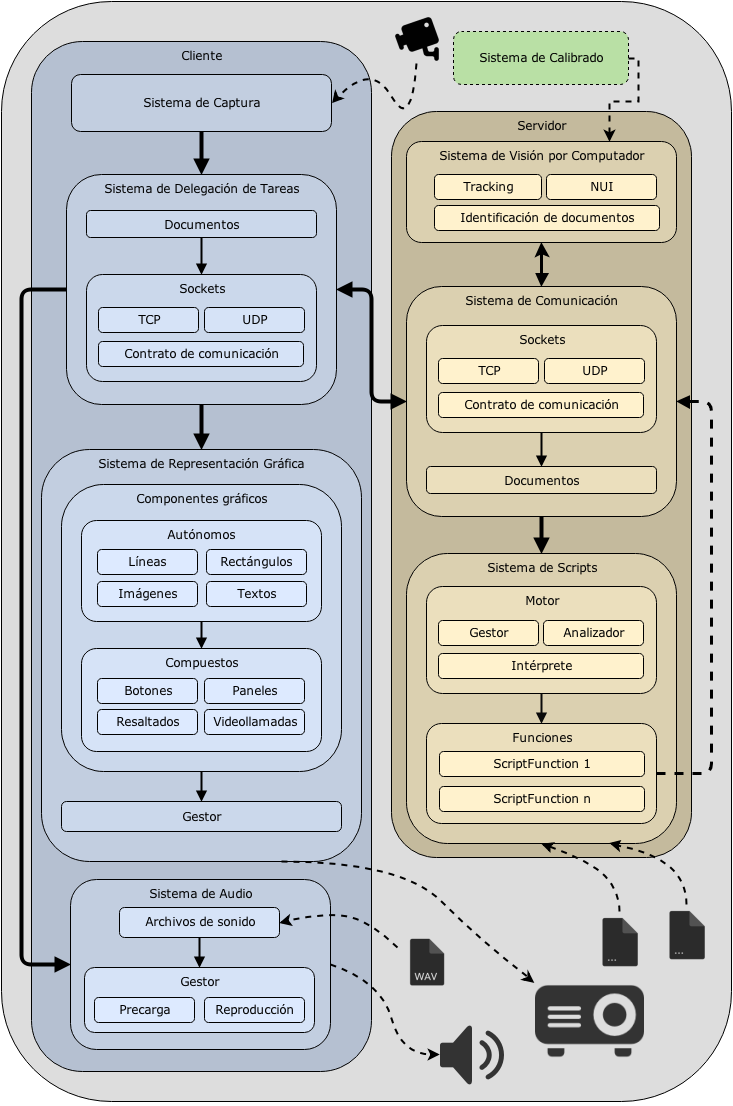 Cliente
Sistema de Captura
Sistema de Delegación de Tareas
Documentos
Sockets
TCP
UDP
Contrato de comunicación
Sistema de Representación Gráfica
Componentes gráficos
Autónomos
Líneas
Rectángulos
Imágenes
Textos
Compuestos
Botones
Paneles
Resaltados
Videollamadas
Gestor
Sistema de Audio
Archivos de sonido
Gestor
Precarga
Reproducción
Sistema de Calibrado
Servidor
Sistema de Visión por Computador
Tracking
NUI
Identificación de documentos
Sistema de Comunicación
Sockets
TCP
UDP
Contrato de comunicación
Documentos
Sistema de Scripts
Motor
Gestor
Analizador
Intérprete
Funciones
ScriptFunction 1
ScriptFunction n
WAV
...
...